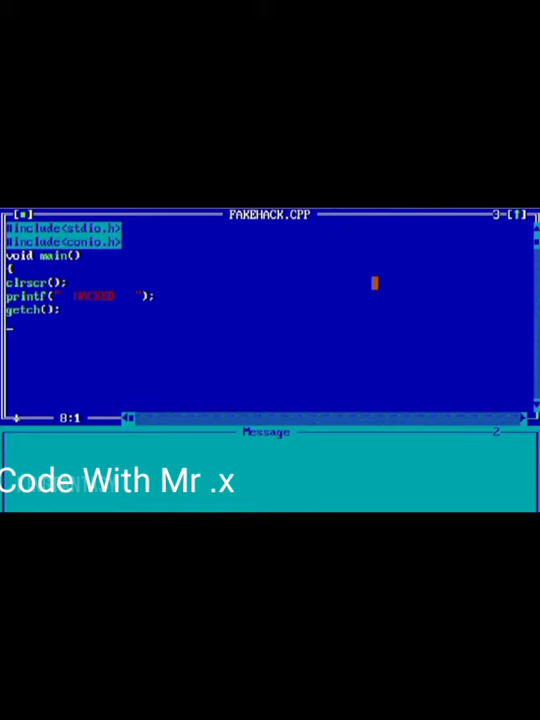 [■] FAKEHACK.CPP 3=[↑]
#include<stdio.h>
#include<conio.h>
void main()
{
clrscr();
printf(" HACKED ");
getch();
8:1
Message 2
Code With Mr .x